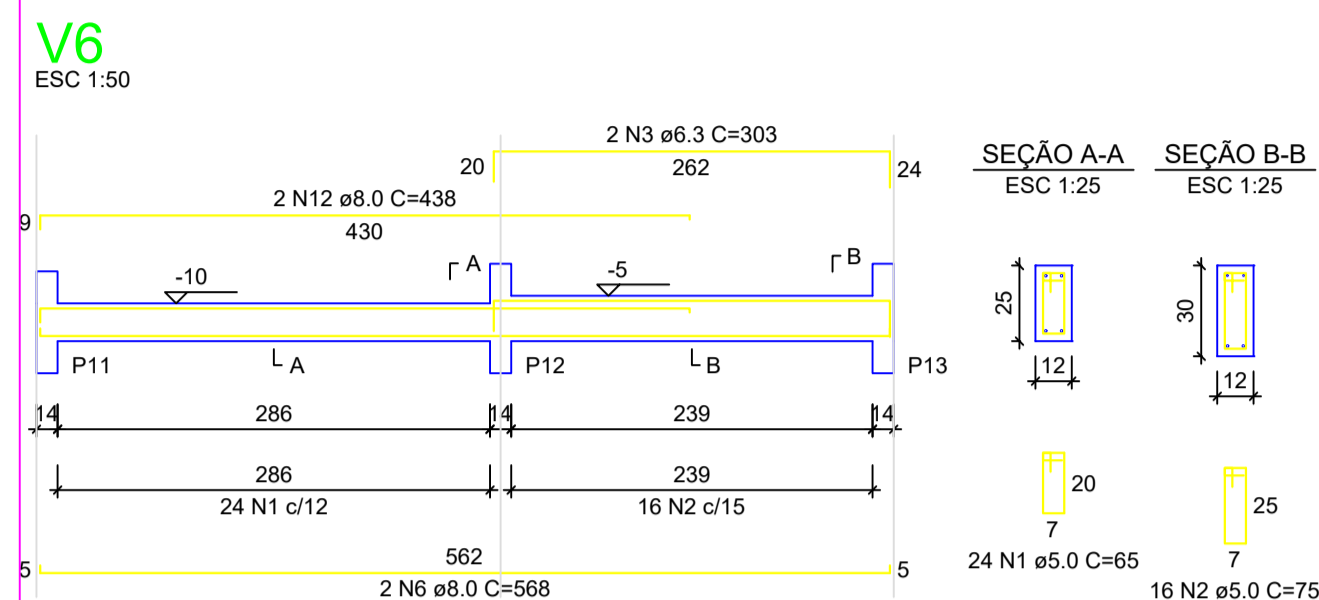 V6
ESC 1:50
2 N3 ø6.3 C=303
20
262
24
2 N12 ø8.0 C=438
9
430
A
B
-10
-5
P11
A
P12
B
P13
14
286
14
239
14
286
239
24 N1 c/12
16 N2 c/15
562
5
5
2 N6 ø8.0 C=568
SEÇÃO A-A
ESC 1:25
25
12
20
7
24 N1 ø5.0 C=65
SEÇÃO B-B
ESC 1:25
30
12
25
7
16 N2 ø5.0 C=75